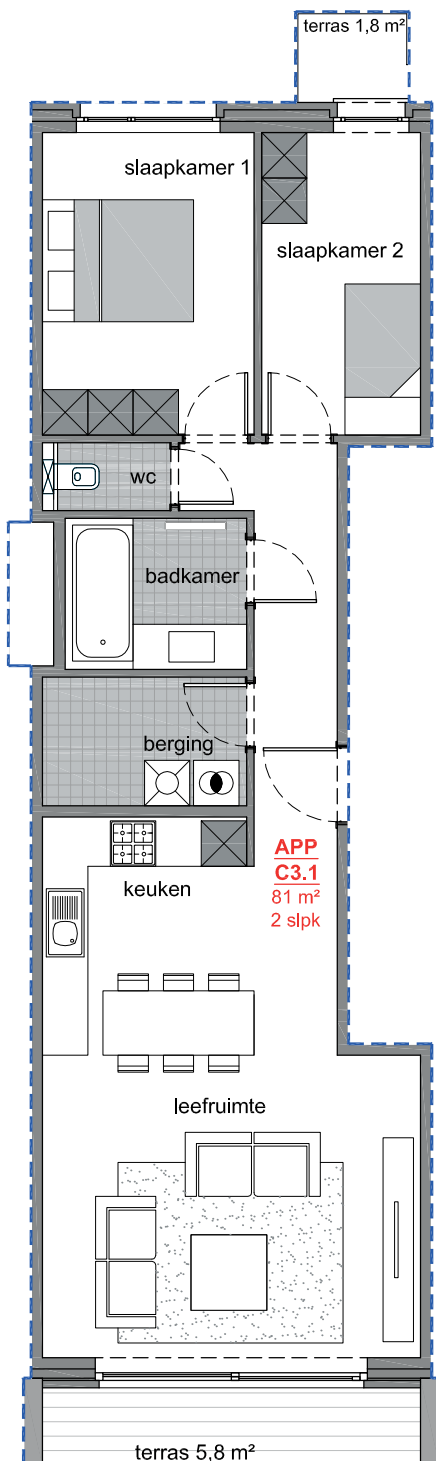 terras 1,8 m²
slaapkamer 1
slaapkamer 2
wc
badkamer
berging
APP
C3.1
81 m²
2 slpk
keuken
leefruimte
terras 5,8 m²